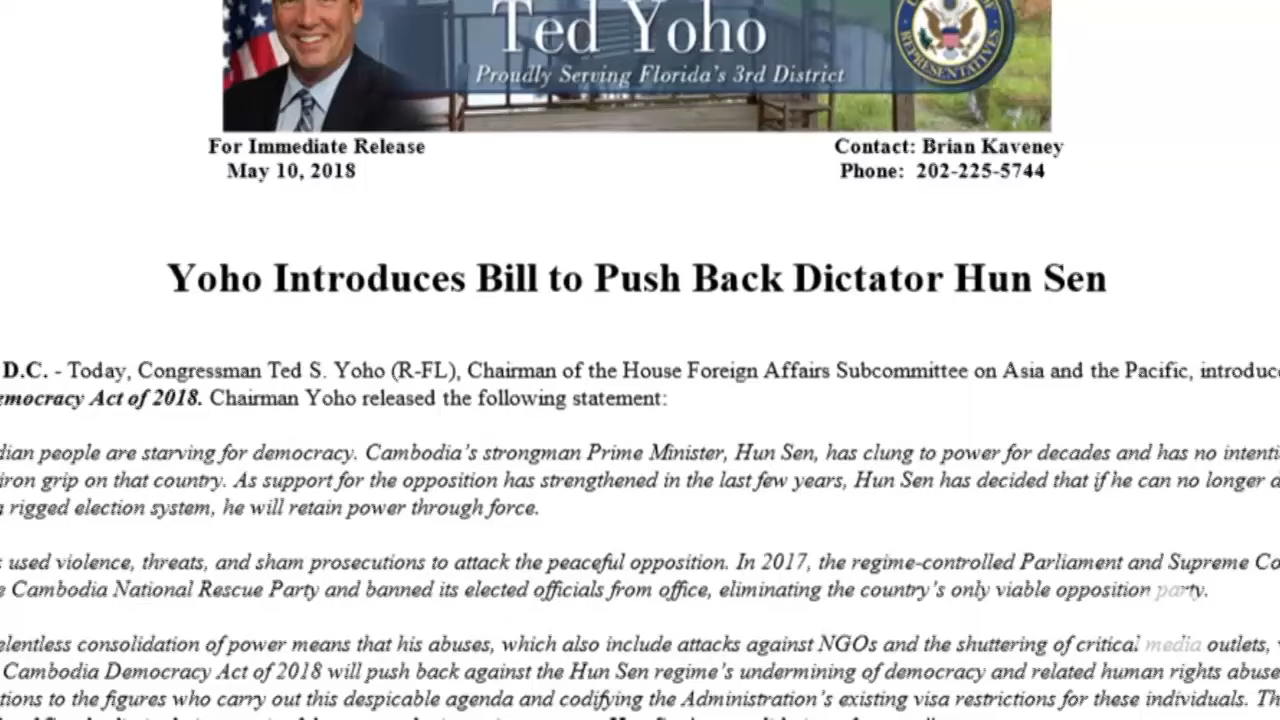 Ted Yoho
Proudly Serving Florida's 3rd District
REPRESENTATIVES
For Immediate Release
Contact: Brian Kaveney
May 10, 2018
Phone: 202-225-5744
Yoho Introduces Bill to Push Back Dictator Hun Sen
D.C. - Today, Congressman Ted S. Yoho (R-FL), Chairman of the House Foreign Affairs Subcommittee on Asia and the Pacific,
Act of 2018. Chairman Yoho released the following statement:
people are starving for democracy. Cambodia's strongman Prime Minister, Hun Sen, has clung to power for decades and has no
iron grip on that country. As support for the opposition has strengthened in the last few years, Hun Sen has decided that if he can no longer
rigged election system, he will retain power through force.
used violence, threats, and sham prosecutions to attack the peaceful opposition. In 2017, the regime-controlled Parliament and Supreme
Cambodia National Rescue Party and banned its elected officials from office, eliminating the country's only viable opposition party.
consolidation of power means that his abuses, which also include attacks against NGOs and the shuttering of critical media outlets,
Cambodia Democracy Act of 2018 will push back against the Hun Sen regime's undermining of democracy and related human rights
to the figures who carry out this despicable agenda and codifying the Administration's existing visa restrictions for these individuals.